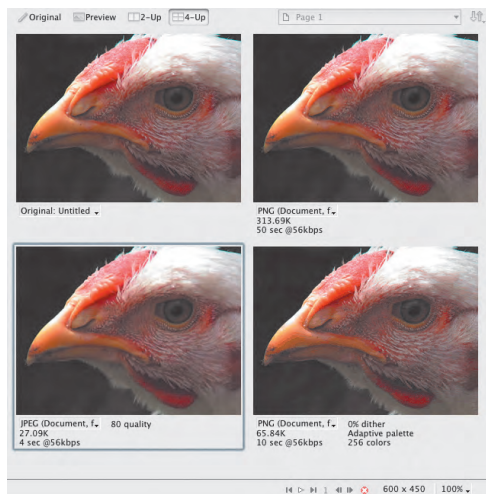 Original Preview 2-Up 4-Up Page 1
Original: Untitled
PNG (Document, f
313.69K
50 sec @56kbps
JPEG (Document, f 80 quality
27.09K
4 sec @56kbps
PNG (Document, f 0% dither
65.84K Adaptive palette
10 sec @56kbps 256 colors
1 600 x 450 100%